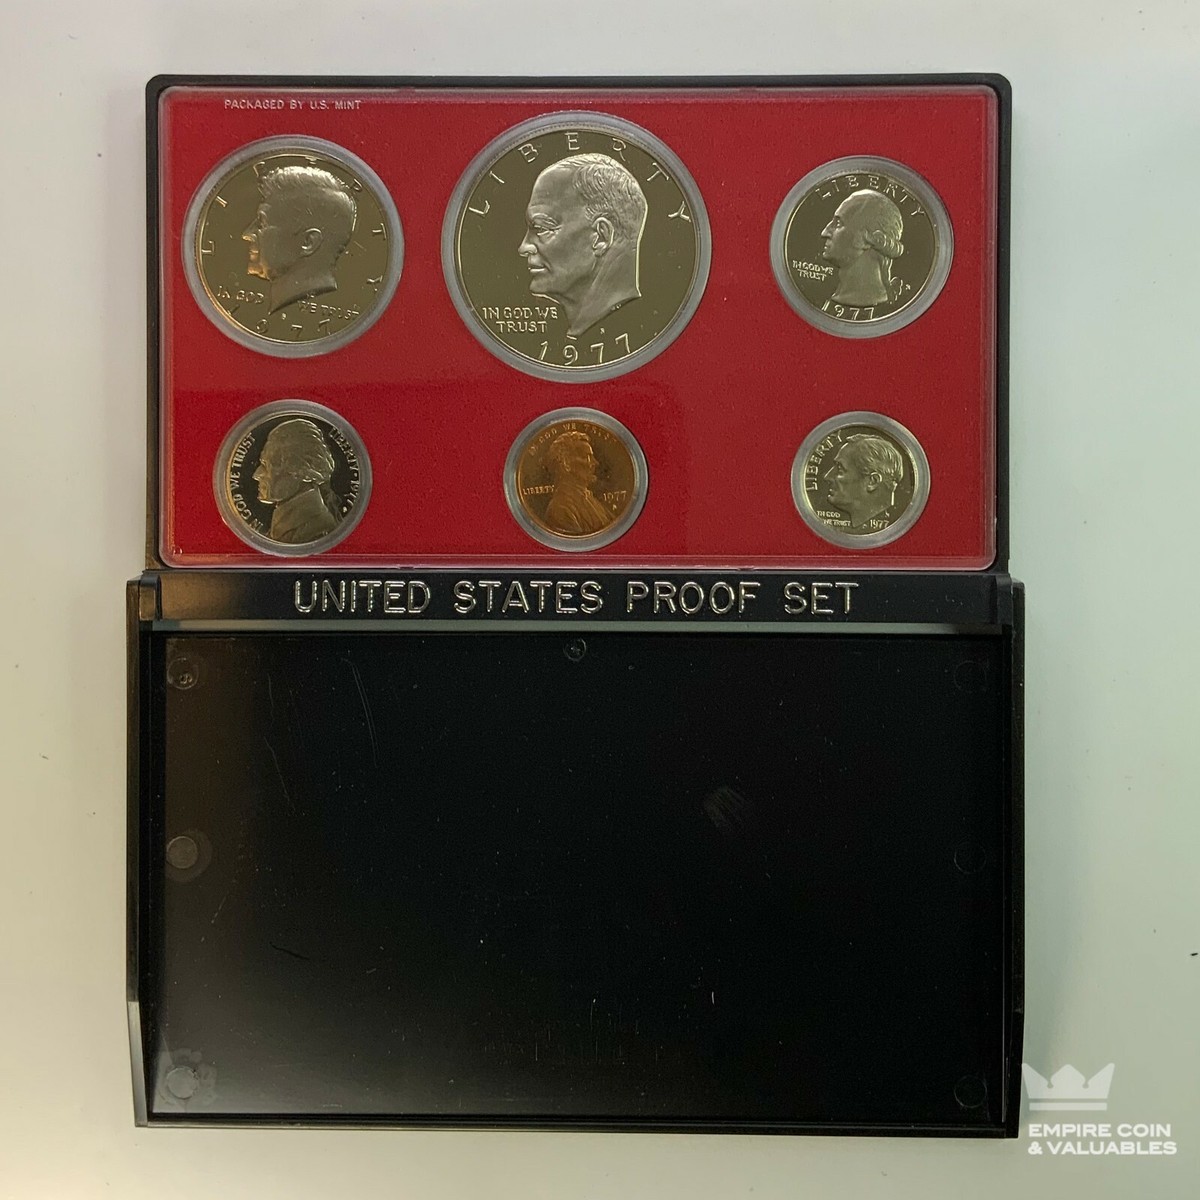 PACKAGED BY U.S. MINT
LIBERTY
IN GOD WE TRUST
1977
S
LIBERTY
IN GOD WE
TRUST
S
1977
LIBERTY
IN GOD WE
TRUST
S
1977
IN GOD WE TRUST
LIBERTY · 1977
S
IN GOD WE TRUST
LIBERTY
1977
S
LIBERTY
IN GOD
WE TRUST
S
1977
UNITED STATES PROOF SET
EMPIRE COIN
& VALUABLES